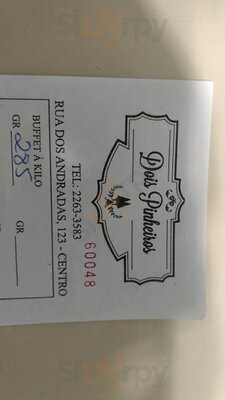 Dois Pinheiros
60048
TEL: 2263-3583
RUA DOS ANDRADAS, 123 - CENTRO
BUFFET À KILO
GR 285
GR